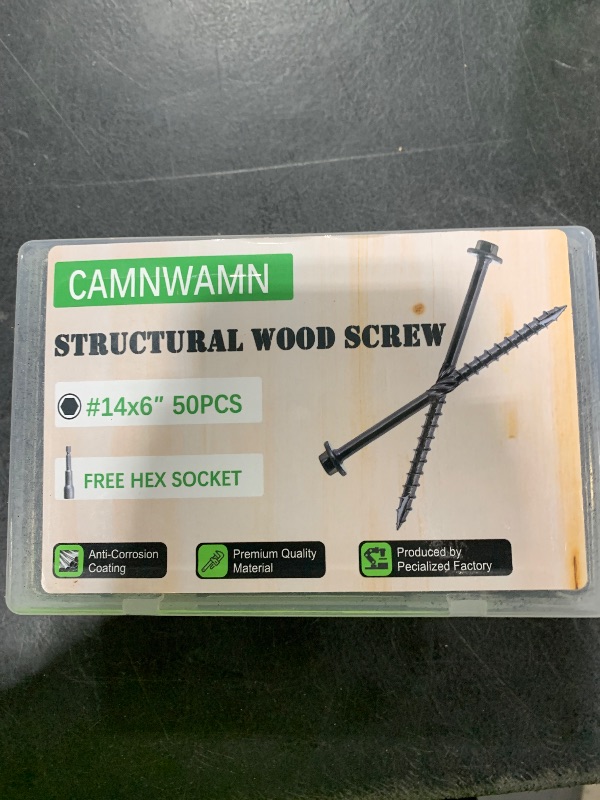 CAMNWAMN
STRUCTURAL WOOD SCREW
#14x6" 50PCS
FREE HEX SOCKET
Anti-Corrosion
Coating
Premium Quality
Material
Produced by
Pecialized Factory